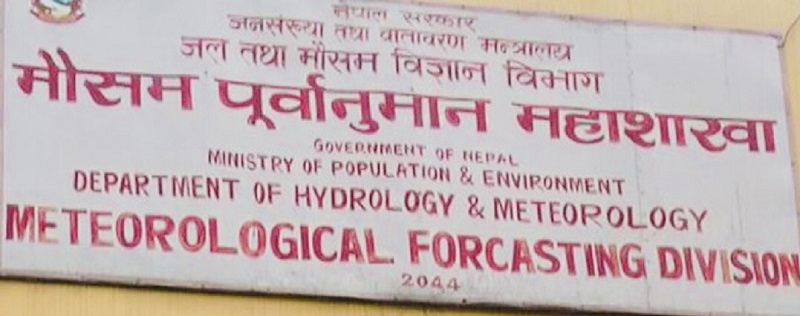 नेपाल सरकार
जनसंख्या तथा वातावरण मन्त्रालय
जल तथा मौसम विज्ञान विभाग
मौसम पूर्वानुमान महाशाखा
GOVERNMENT OF NEPAL
MINISTRY OF POPULATION & ENVIRONMENT
DEPARTMENT OF HYDROLOGY & METEOROLOGY
METEOROLOGICAL FORCASTING DIVISION
2044